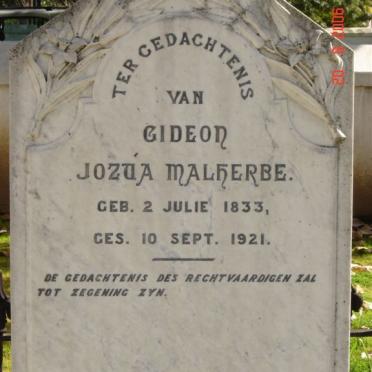 TER GEDACHTENIS
VAN
GIDEON
JOZUA MALHERBE.
GEB. 2 JULIE 1833,
GES. 10 SEPT. 1921.
DE GEDACHTENIS DES RECHTVAARDIGEN ZAL
TOT ZEGENING ZYN.